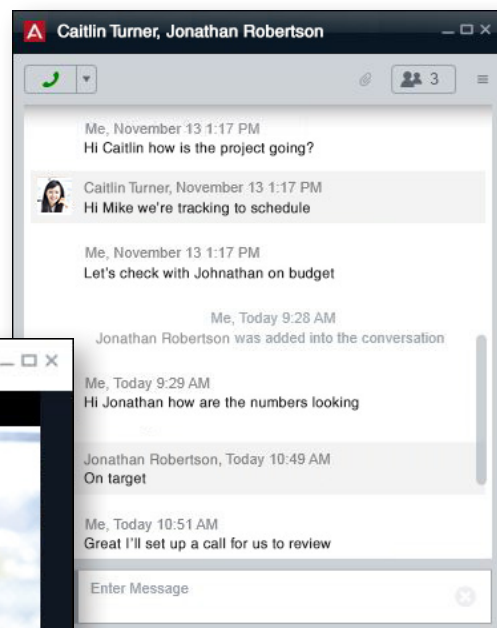 Caitlin Turner, Jonathan Robertson
3
Me, November 13 1:17 PM
Hi Caitlin how is the project going?
Caitlin Turner, November 13 1:17 PM
Hi Mike we're tracking to schedule
Me, November 13 1:17 PM
Let's check with Johnathan on budget
Me, Today 9:28 AM
Jonathan Robertson was added into the conversation
Me, Today 9:29 AM
Hi Jonathan how are the numbers looking
Jonathan Robertson, Today 10:49 AM
On target
Me, Today 10:51 AM
Great I'll set up a call for us to review
Enter Message